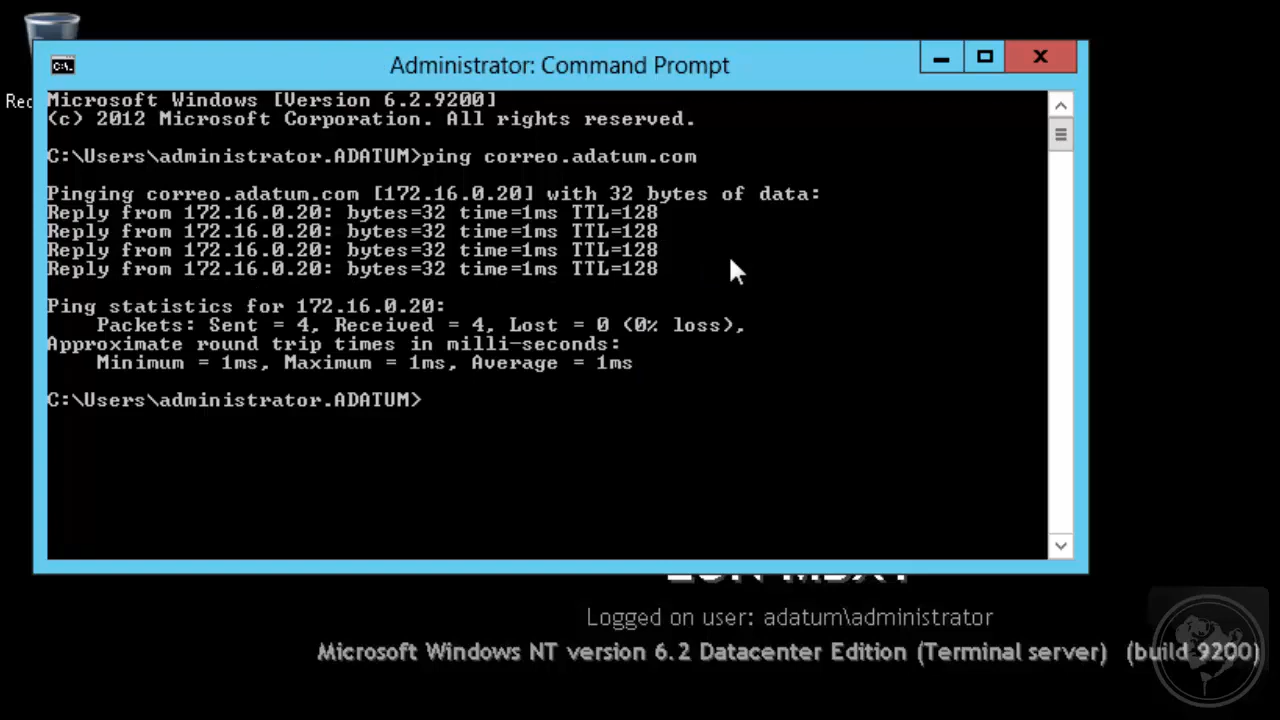 Administrator: Command Prompt
Microsoft Windows [Version 6.2.9200]
(c) 2012 Microsoft Corporation. All rights reserved.
C:\Users\administrator.ADATUM>ping correo.adatum.com
Pinging correo.adatum.com [172.16.0.20] with 32 bytes of data:
Reply from 172.16.0.20: bytes=32 time=1ms TTL=128
Reply from 172.16.0.20: bytes=32 time=1ms TTL=128
Reply from 172.16.0.20: bytes=32 time=1ms TTL=128
Reply from 172.16.0.20: bytes=32 time=1ms TTL=128
Ping statistics for 172.16.0.20:
Packets: Sent = 4, Received = 4, Lost = 0 (0% loss),
Approximate round trip times in milli-seconds:
Minimum = 1ms, Maximum = 1ms, Average = 1ms
C:\Users\administrator.ADATUM>
Logged on user: adatum\administrator
Microsoft Windows NT version 6.2 Datacenter Edition (Terminal server) (build 9200)